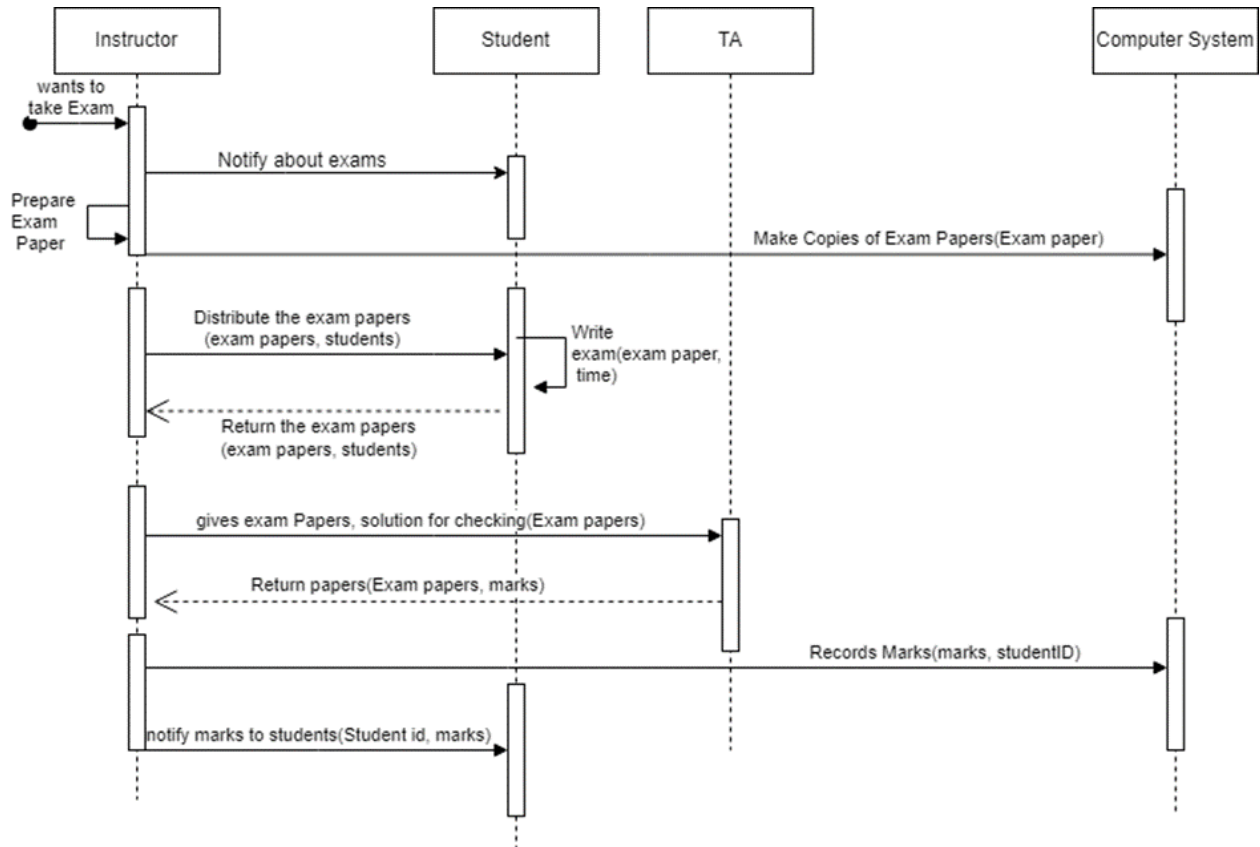 Instructor
Student
TA
Computer System
wants to
take Exam
Notify about exams
Prepare
Exam
Paper
Make Copies of Exam Papers(Exam paper)
Distribute the exam papers
(exam papers, students)
Write
exam(exam paper,
time)
Return the exam papers
(exam papers, students)
gives exam Papers, solution for checking(Exam papers)
Return papers(Exam papers, marks)
Records Marks(marks, studentID)
notify marks to students(Student id, marks)